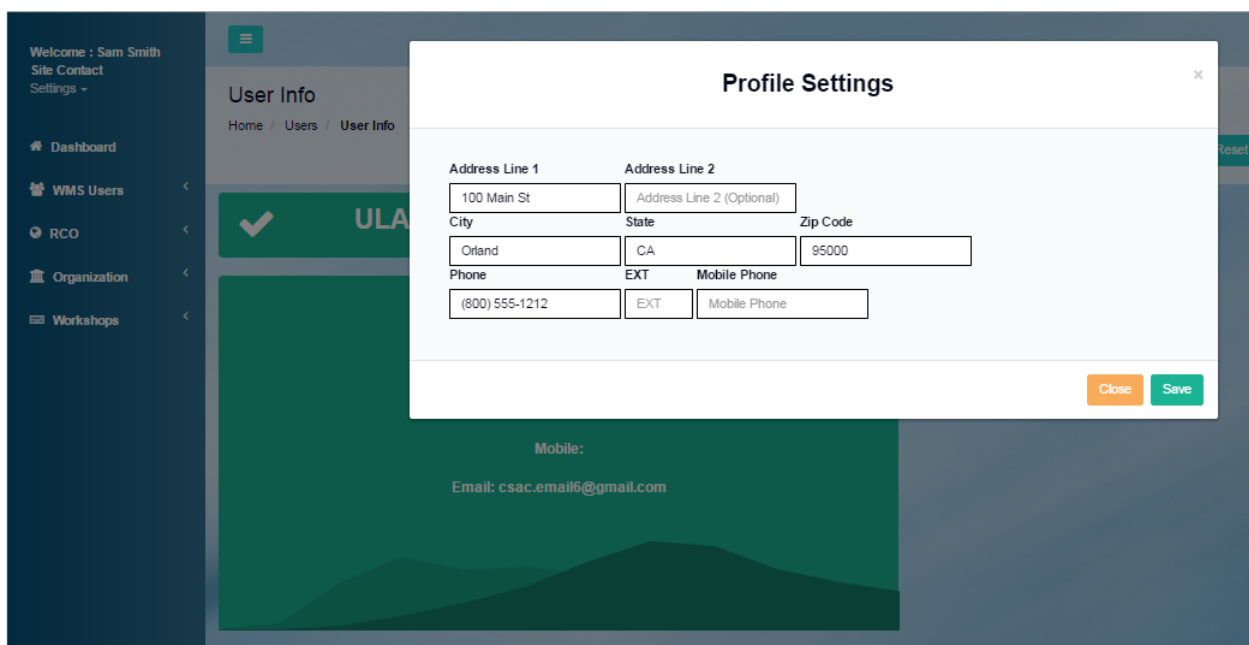 Welcome : Sam Smith
Site Contact
Settings
Dashboard
WMS Users
RCO
Organization
Workshops
User Info
Home / Users / User Info
Reset
ULA
Profile Settings
×
Address Line 1 Address Line 2
100 Main St Address Line 2 (Optional)
City State Zip Code
Orland CA 95000
Phone EXT Mobile Phone
(800) 555-1212 EXT Mobile Phone
Close Save
Mobile:
Email: csac.email6@gmail.com